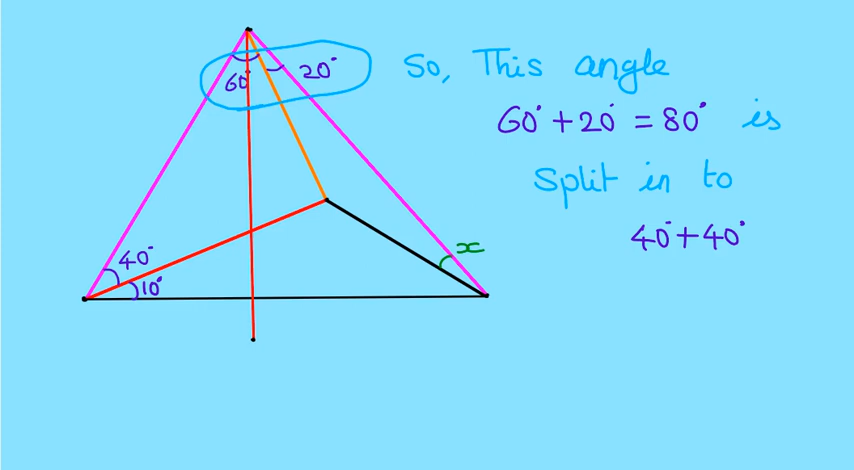 60° 20°
So, This angle
60° + 20° = 80° is
Split in to
40° + 40°
x
40°
10°